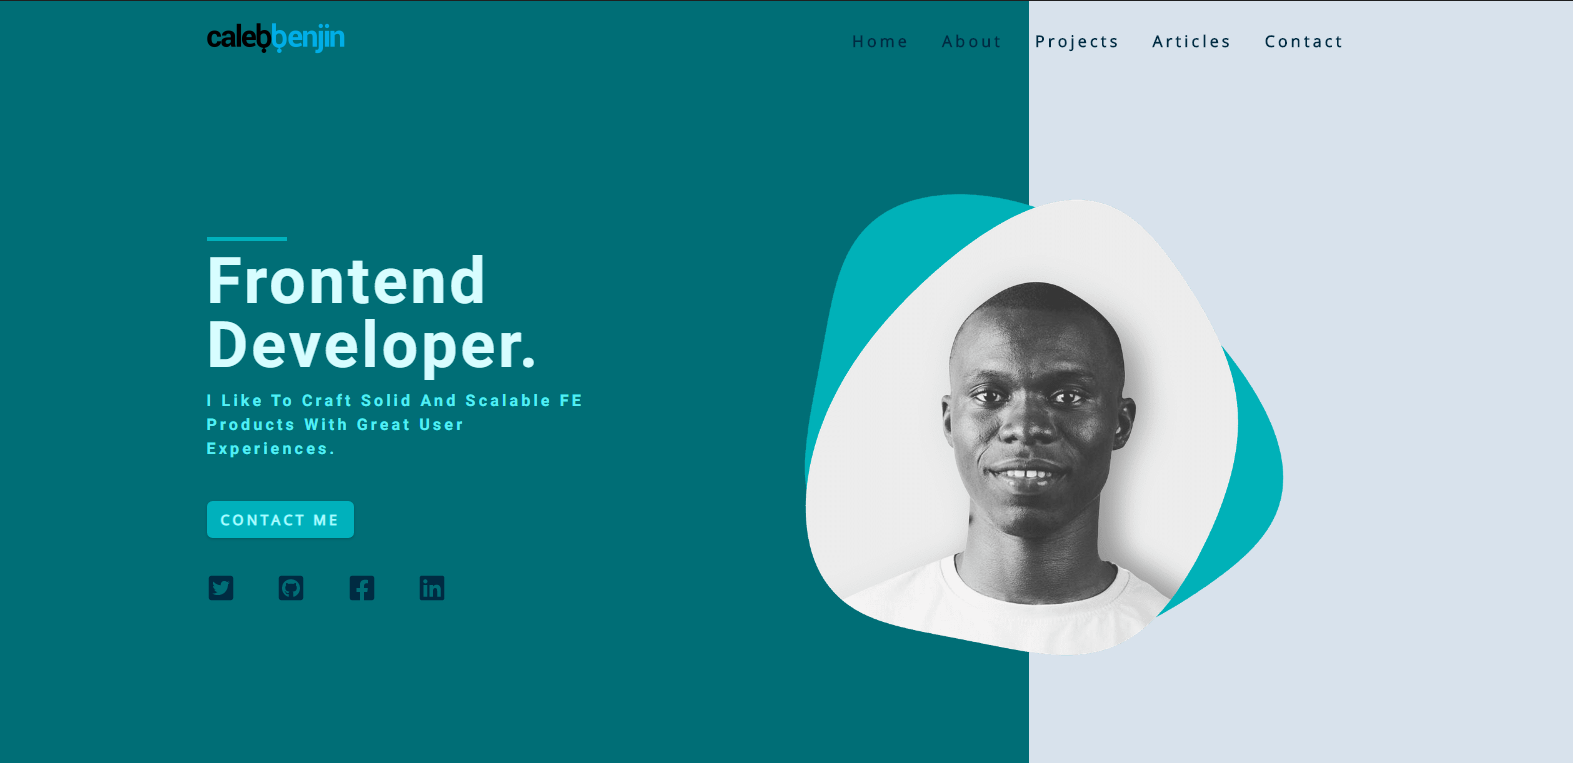 calebbenjin
Home About Projects Articles Contact
Frontend
Developer.
I Like To Craft Solid And Scalable FE
Products With Great User
Experiences.
CONTACT ME